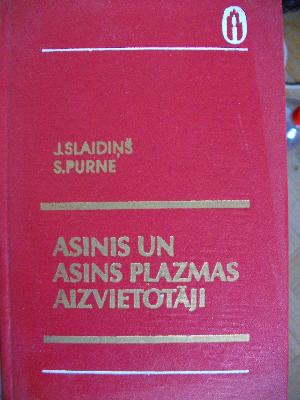 J.SLAIDIŅŠ
S.PURNE
ASINIS UN
ASINS PLAZMAS
AIZVIETOTĀJI